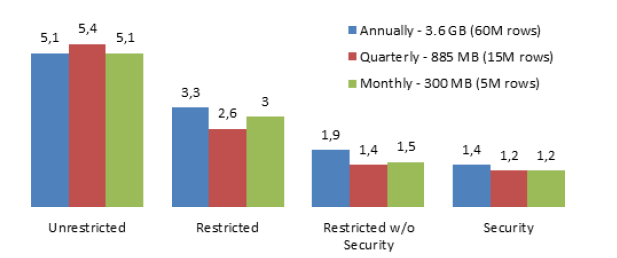 5,1
5,4
5,1
3,3
2,6
3
1,9
1,4
1,5
1,4
1,2
1,2
Annually - 3.6 GB (60M rows)
Quarterly - 885 MB (15M rows)
Monthly - 300 MB (5M rows)
Unrestricted
Restricted
Restricted w/o
Security
Security